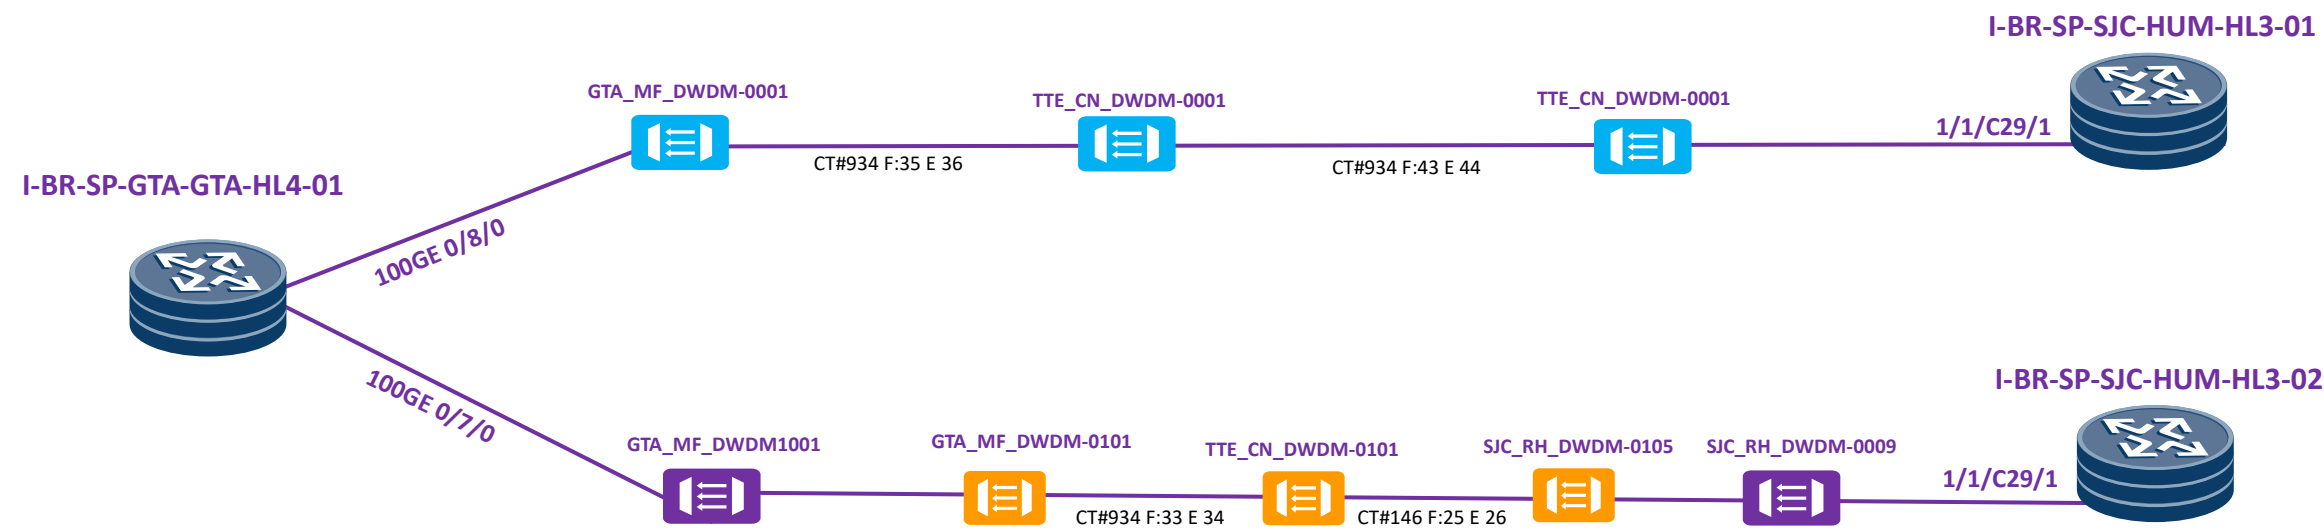 I-BR-SP-SJC-HUM-HL3-01
GTA_MF_DWDM-0001
TTE_CN_DWDM-0001
TTE_CN_DWDM-0001
1/1/C29/1
CT#934 F:35 E 36
CT#934 F:43 E 44
I-BR-SP-GTA-GTA-HL4-01
100GE 0/8/0
100GE 0/7/0
I-BR-SP-SJC-HUM-HL3-02
GTA_MF_DWDM1001
GTA_MF_DWDM-0101
TTE_CN_DWDM-0101
SJC_RH_DWDM-0105
SJC_RH_DWDM-0009
1/1/C29/1
CT#934 F:33 E 34
CT#146 F:25 E 26